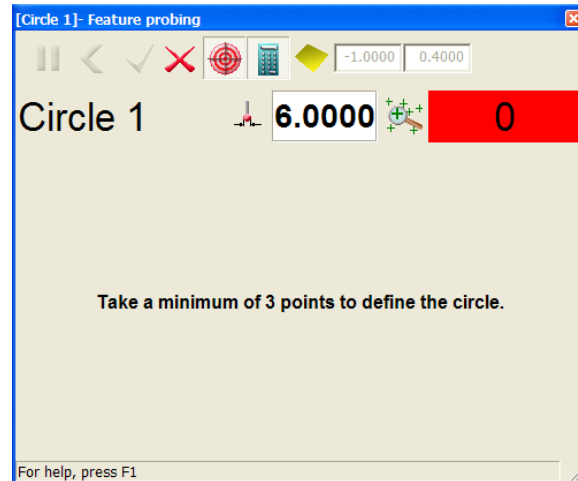 [Circle 1]- Feature probing
-1.0000 0.4000
Circle 1 6.0000 0
Take a minimum of 3 points to define the circle.
For help, press F1